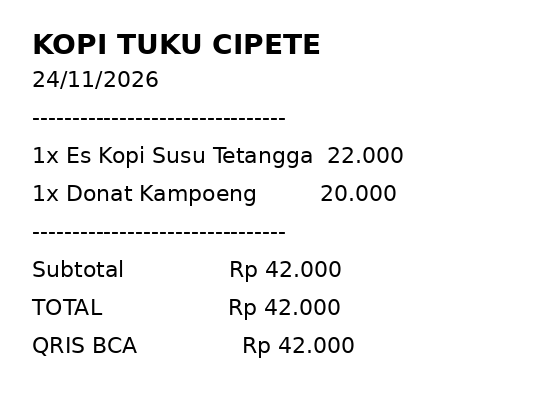 KOPI TUKU CIPETE
24/11/2026
--------------------------------
1x Es Kopi Susu Tetangga  22.000
1x Donat Kampoeng         20.000
--------------------------------
Subtotal               Rp 42.000
TOTAL                  Rp 42.000
QRIS BCA               Rp 42.000